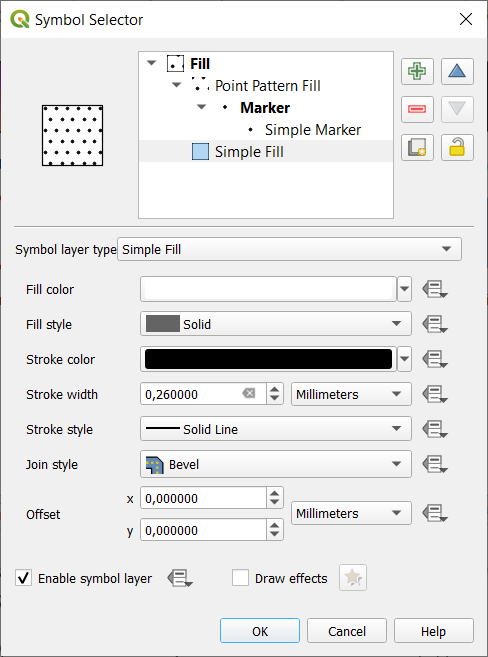 Symbol Selector
Fill
Point Pattern Fill
Marker
Simple Marker
Simple Fill
Symbol layer type Simple Fill
Fill color
Fill style Solid
Stroke color
Stroke width 0,260000 Millimeters
Stroke style Solid Line
Join style Bevel
Offset x 0,000000 Millimeters
y 0,000000
Enable symbol layer Draw effects
OK Cancel Help